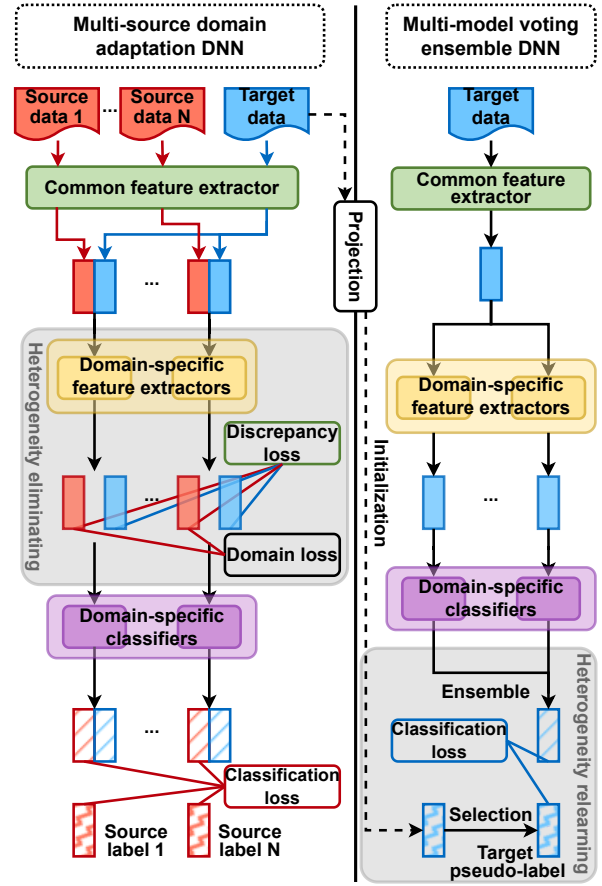 Multi-source domain
adaptation DNN
Source
data 1
...
Source
data N
Target
data
Common feature extractor
...
Heterogeneity eliminating
Domain-specific
feature extractors
Discrepancy
loss
...
Domain loss
Domain-specific
classifiers
...
Classification
loss
Source
label 1
Source
label N
Projection
Initialization
Multi-model voting
ensemble DNN
Target
data
Common feature
extractor
Domain-specific
feature extractors
...
Domain-specific
classifiers
Ensemble
Classification
loss
Selection
Target
pseudo-label
Heterogeneity relearning